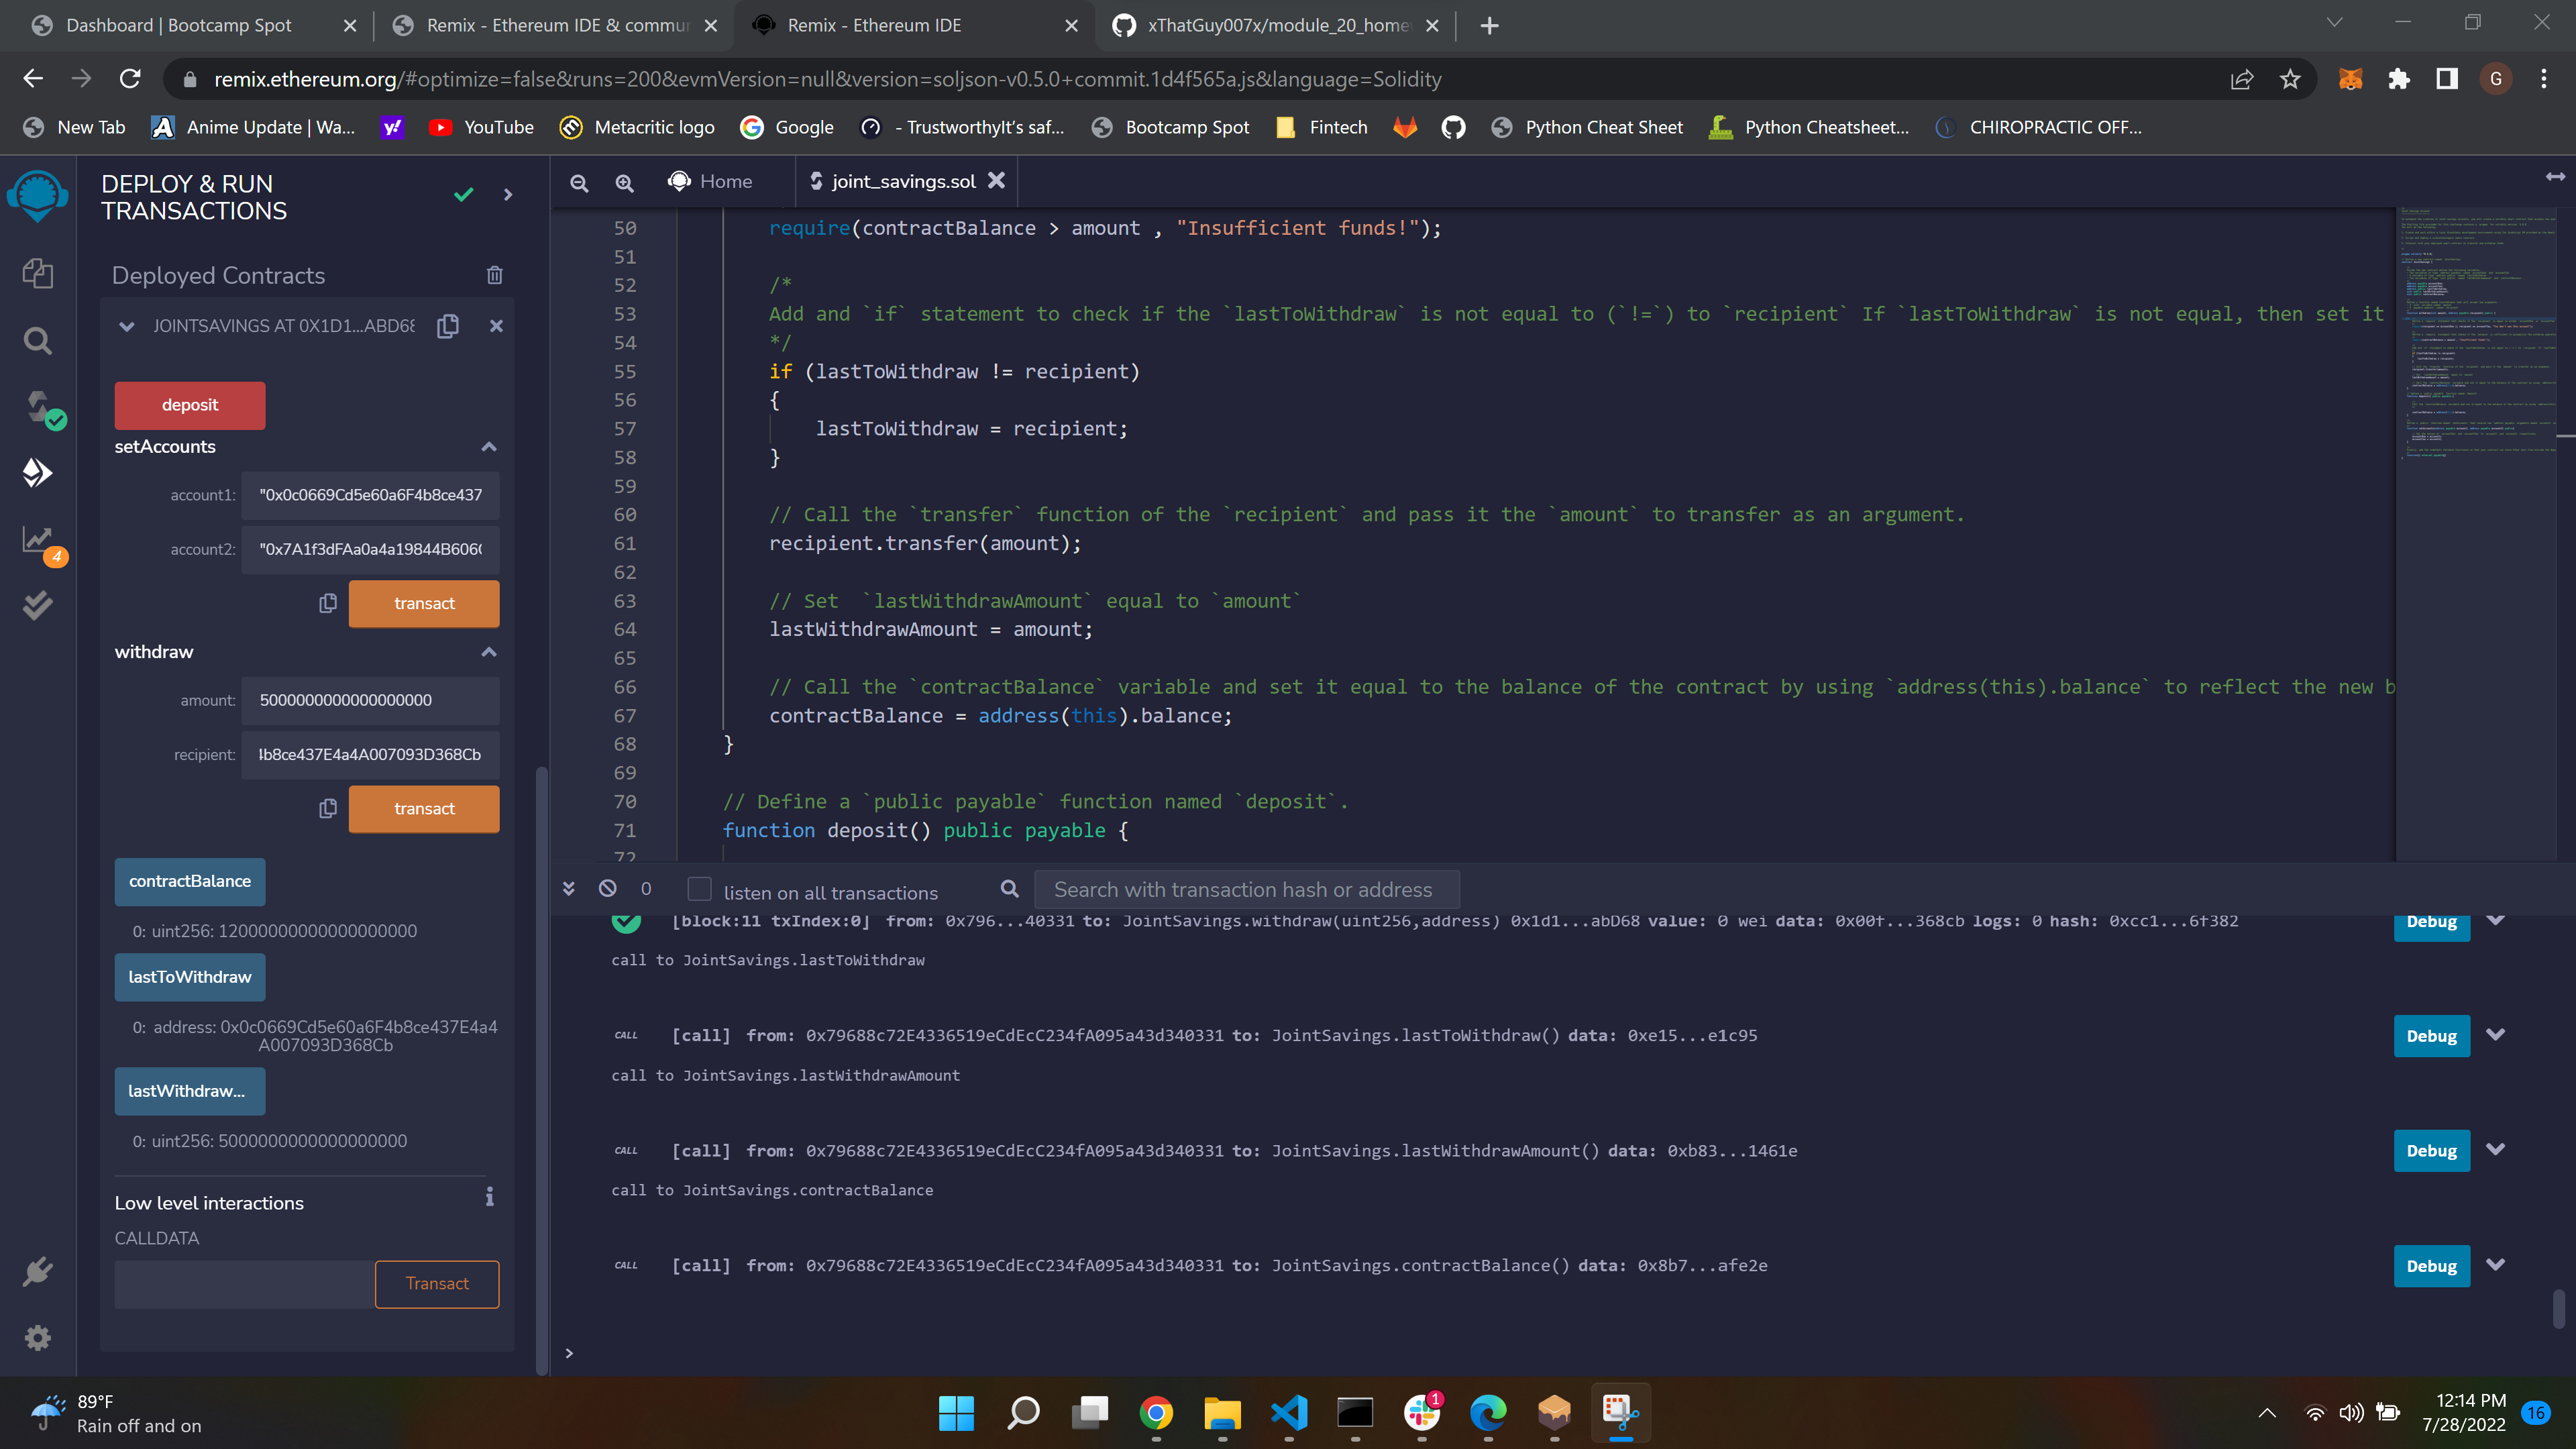 Dashboard | Bootcamp Spot
Remix - Ethereum IDE & commun
Remix - Ethereum IDE
xThatGuy007x/module_20_home
remix.ethereum.org/#optimize=false&runs=200&evmVersion=null&version=soljson-v0.5.0+commit.1d4f565a.js&language=Solidity
G
New Tab
Anime Update | Wa...
y!
YouTube
Metacritic logo
Google
- TrustworthyIt's saf...
Bootcamp Spot
Fintech
Python Cheat Sheet
Python Cheatsheet...
CHIROPRACTIC OFF...
DEPLOY & RUN
TRANSACTIONS
Home
joint_savings.sol
Deployed Contracts
JOINTSAVINGS AT 0X1D1...ABD68
deposit
setAccounts
account1: "0x0c0669Cd5e60a6F4b8ce437
account2: "0x7A1f3dFAa0a4a19844B606
transact
withdraw
amount: 5000000000000000000
recipient: b8ce437E4a4A007093D368Cb
transact
contractBalance
0: uint256: 12000000000000000000
lastToWithdraw
0: address: 0x0c0669Cd5e60a6F4b8ce437E4a4
A007093D368Cb
lastWithdraw...
0: uint256: 5000000000000000000
Low level interactions
CALLDATA
Transact
4
50 require(contractBalance > amount , "Insufficient funds!");
51
52 /*
53 Add and `if` statement to check if the `lastToWithdraw` is not equal to (`!=`) to `recipient` If `lastToWithdraw` is not equal, then set it
54 */
55 if (lastToWithdraw != recipient)
56 {
57 lastToWithdraw = recipient;
58 }
59
60 // Call the `transfer` function of the `recipient` and pass it the `amount` to transfer as an argument.
61 recipient.transfer(amount);
62
63 // Set  `lastWithdrawAmount` equal to `amount`
64 lastWithdrawAmount = amount;
65
66 // Call the `contractBalance` variable and set it equal to the balance of the contract by using `address(this).balance` to reflect the new b
67 contractBalance = address(this).balance;
68 }
69
70 // Define a `public payable` function named `deposit`.
71 function deposit() public payable {
72
0
listen on all transactions
Search with transaction hash or address
[block:11 txIndex:0] from: 0x796...40331 to: JointSavings.withdraw(uint256,address) 0x1d1...abD68 value: 0 wei data: 0x00f...368cb logs: 0 hash: 0xcc1...6f382
Debug
call to JointSavings.lastToWithdraw
CALL [call] from: 0x79688c72E4336519eCdEcC234fA095a43d340331 to: JointSavings.lastToWithdraw() data: 0xe15...e1c95
Debug
call to JointSavings.lastWithdrawAmount
CALL [call] from: 0x79688c72E4336519eCdEcC234fA095a43d340331 to: JointSavings.lastWithdrawAmount() data: 0xb83...1461e
Debug
call to JointSavings.contractBalance
CALL [call] from: 0x79688c72E4336519eCdEcC234fA095a43d340331 to: JointSavings.contractBalance() data: 0x8b7...afe2e
Debug
>
89°F
Rain off and on
1
12:14 PM
7/28/2022
16